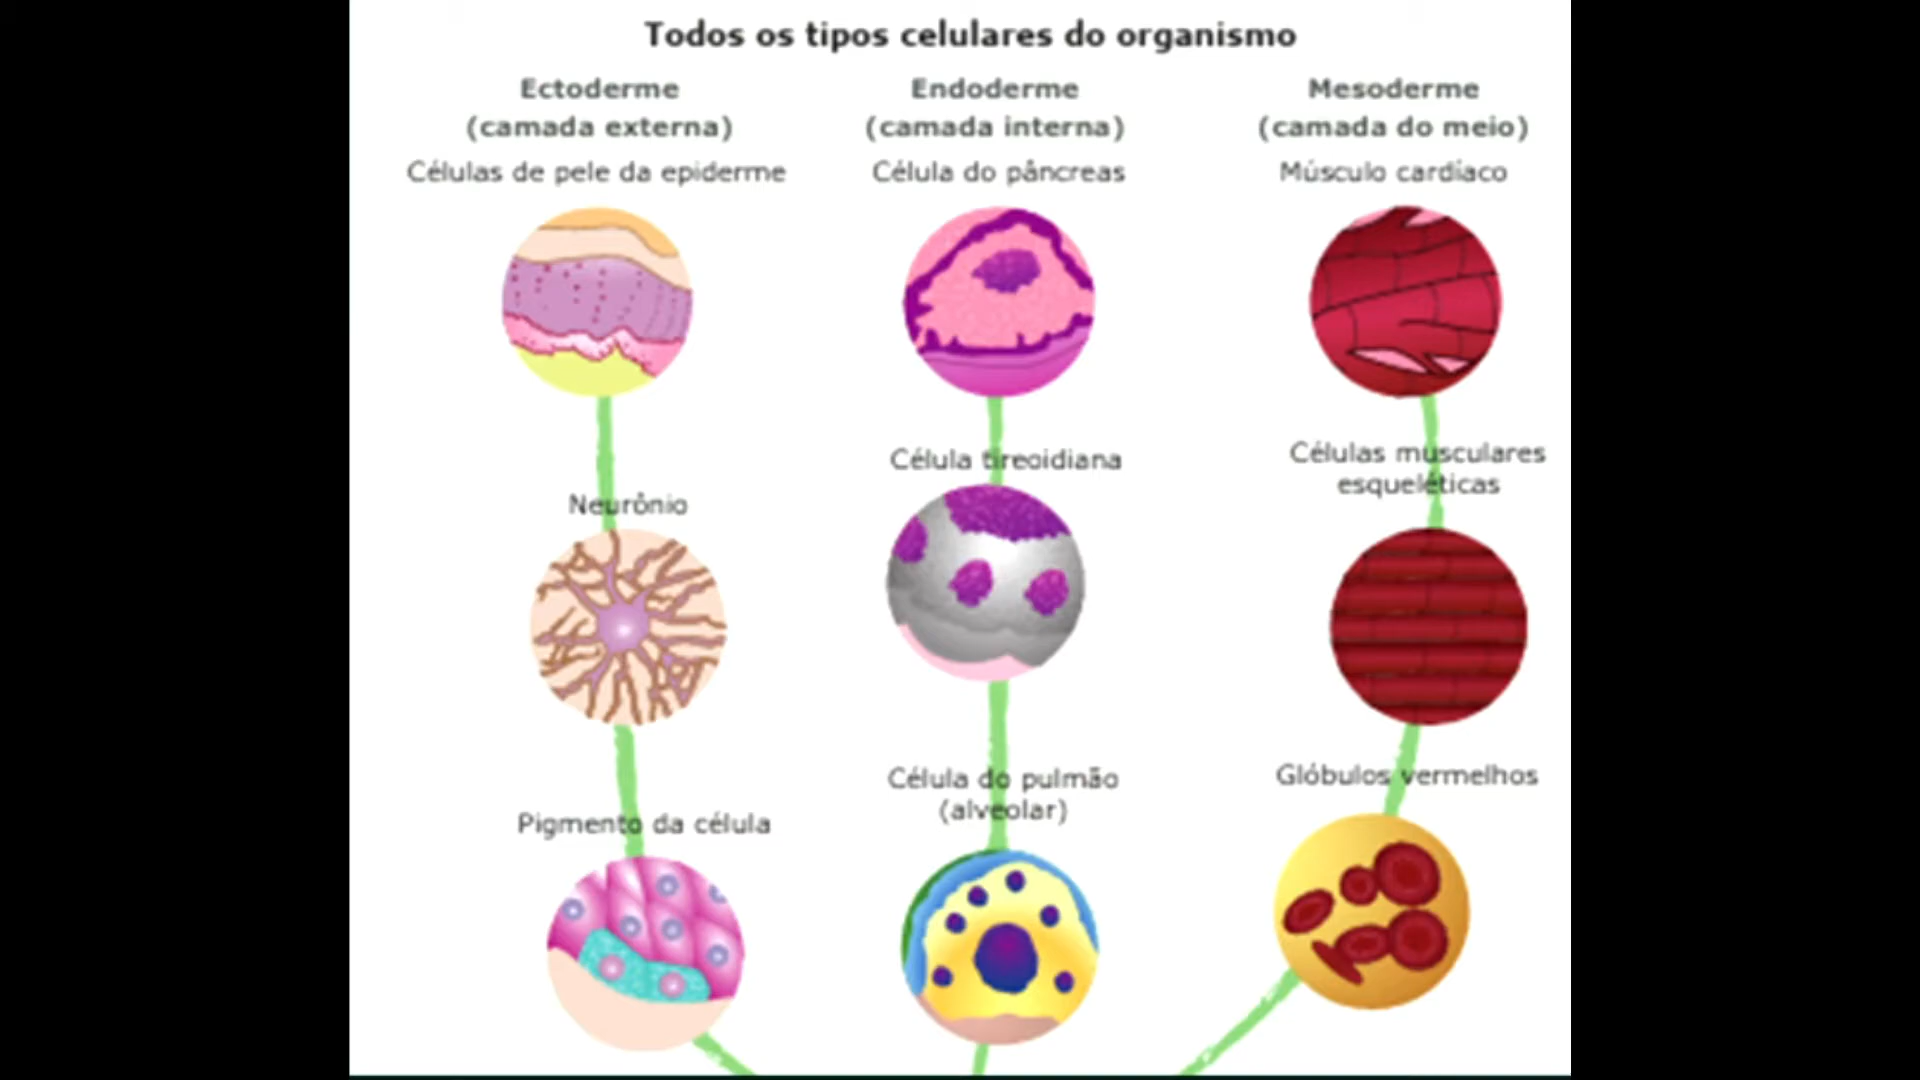 Todos os tipos celulares do organismo
Ectoderme
(camada externa)
Células de pele da epiderme
Neurônio
Pigmento da célula
Endoderme
(camada interna)
Célula do pâncreas
Célula tireoidiana
Célula do pulmão
(alveolar)
Mesoderme
(camada do meio)
Músculo cardíaco
Células musculares
esqueléticas
Glóbulos vermelhos